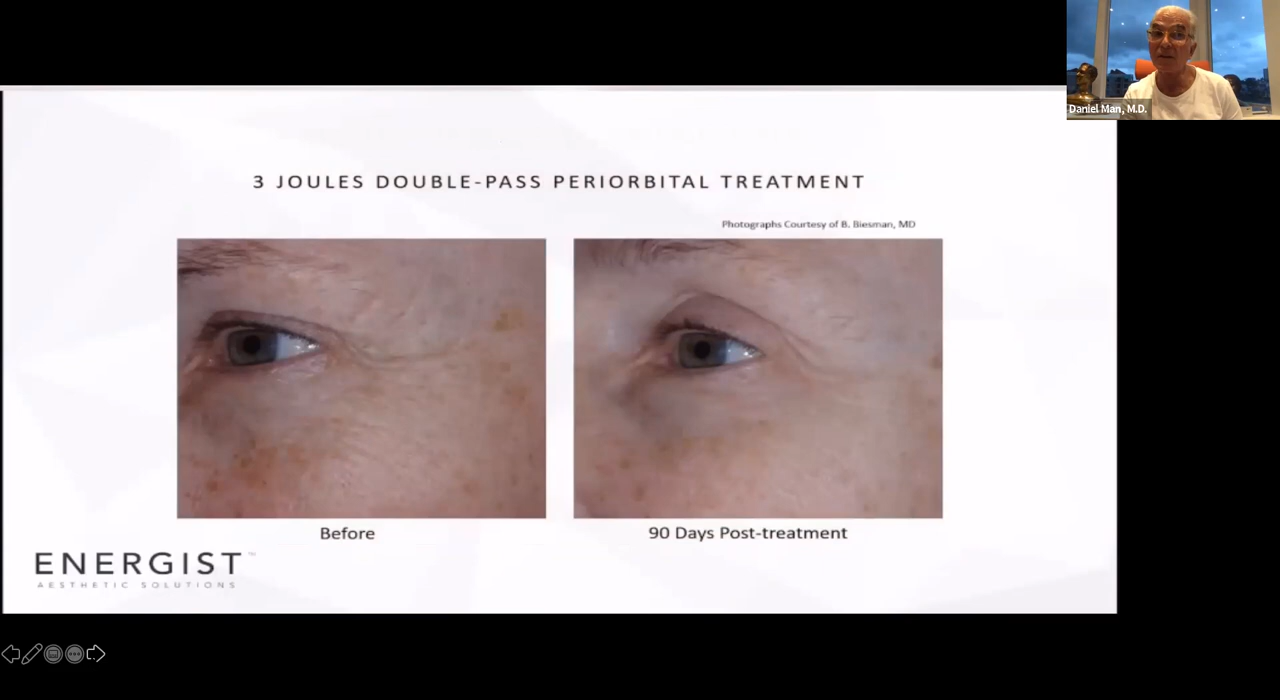 Daniel Man, M.D.
3 JOULES DOUBLE-PASS PERIORBITAL TREATMENT
Photographs Courtesy of B. Biesman, MD
Before
90 Days Post-treatment
ENERGIST™
AESTHETIC SOLUTIONS